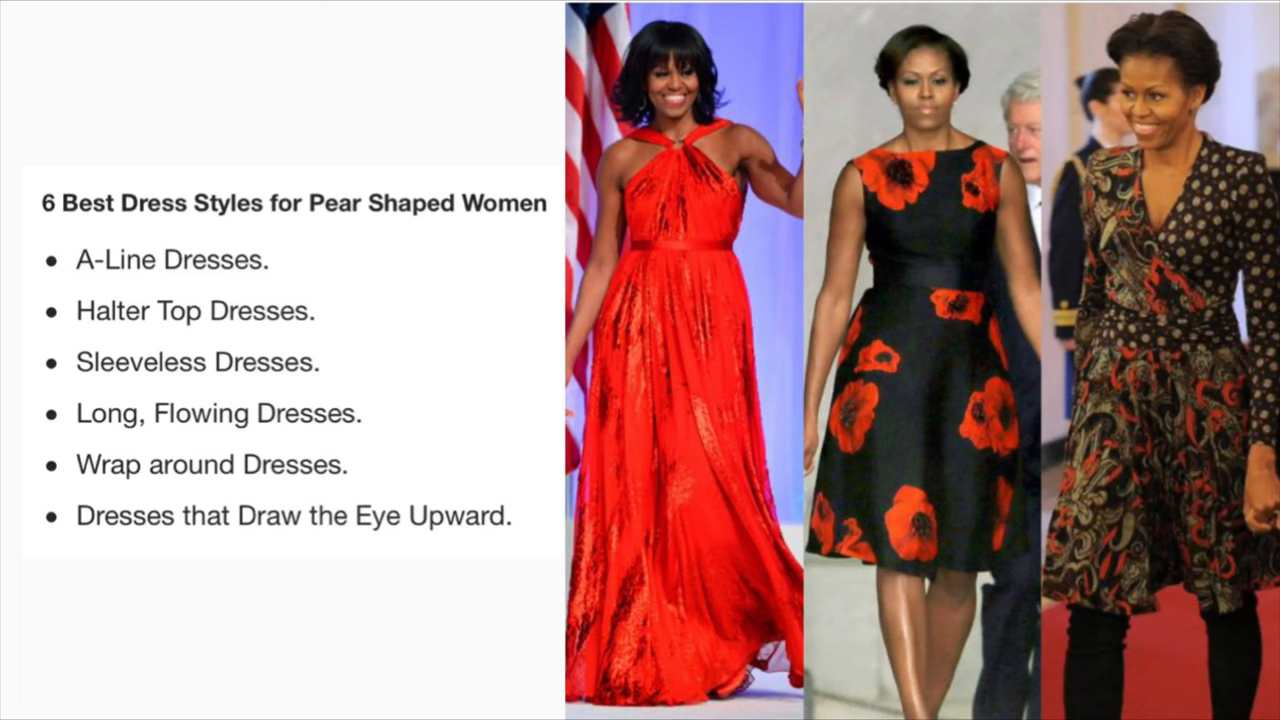 6 Best Dress Styles for Pear Shaped Women
• A-Line Dresses.
• Halter Top Dresses.
• Sleeveless Dresses.
• Long, Flowing Dresses.
• Wrap around Dresses.
• Dresses that Draw the Eye Upward.